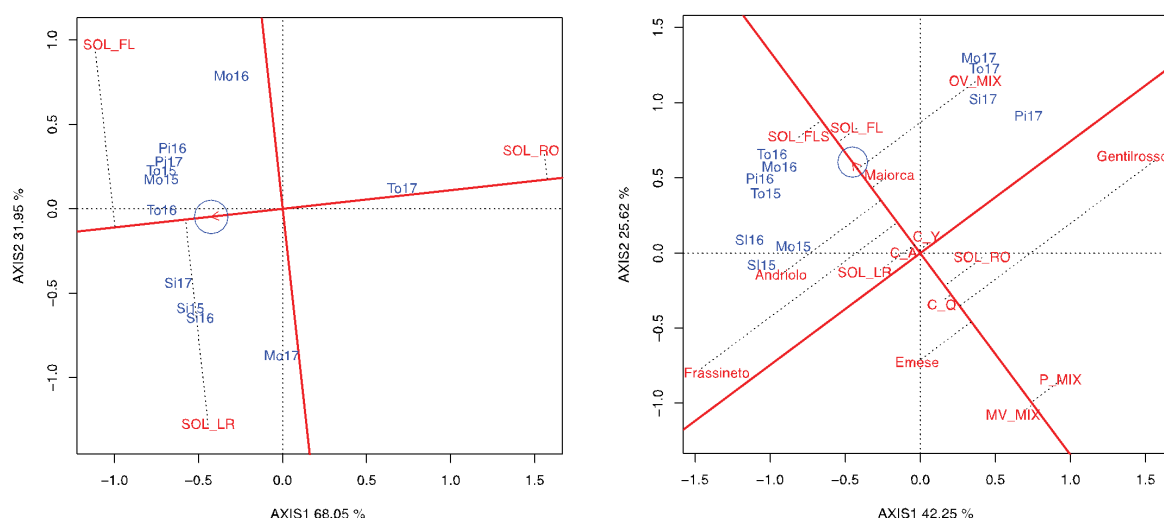 SOL_FL
Mo16
Pi16
Pi17
To15
Mo15
To16
SOL_RO
To17
Si17
Si15
Si16
Mo17
SOL_LR
1.0
0.5
0.0
−0.5
−1.0
AXIS2 31.95 %
−1.0
−0.5
0.0
0.5
1.0
1.5
AXIS1 68.05 %
Mo17
To17
OV_MIX
Si17
Pi17
SOL_FL
SOL_FLS
To16
Mo16
Pi16
To15
Maiorca
Gentilrosso
SI16
Mo15
C_Y
C_A
SI15
Andriolo
SOL_LR
SOL_RO
C_O
Frassineto
Emese
P_MIX
MV_MIX
1.5
1.0
0.5
0.0
−0.5
−1.0
AXIS2 25.62 %
−1.5
−1.0
−0.5
0.0
0.5
1.0
1.5
AXIS1 42.25 %